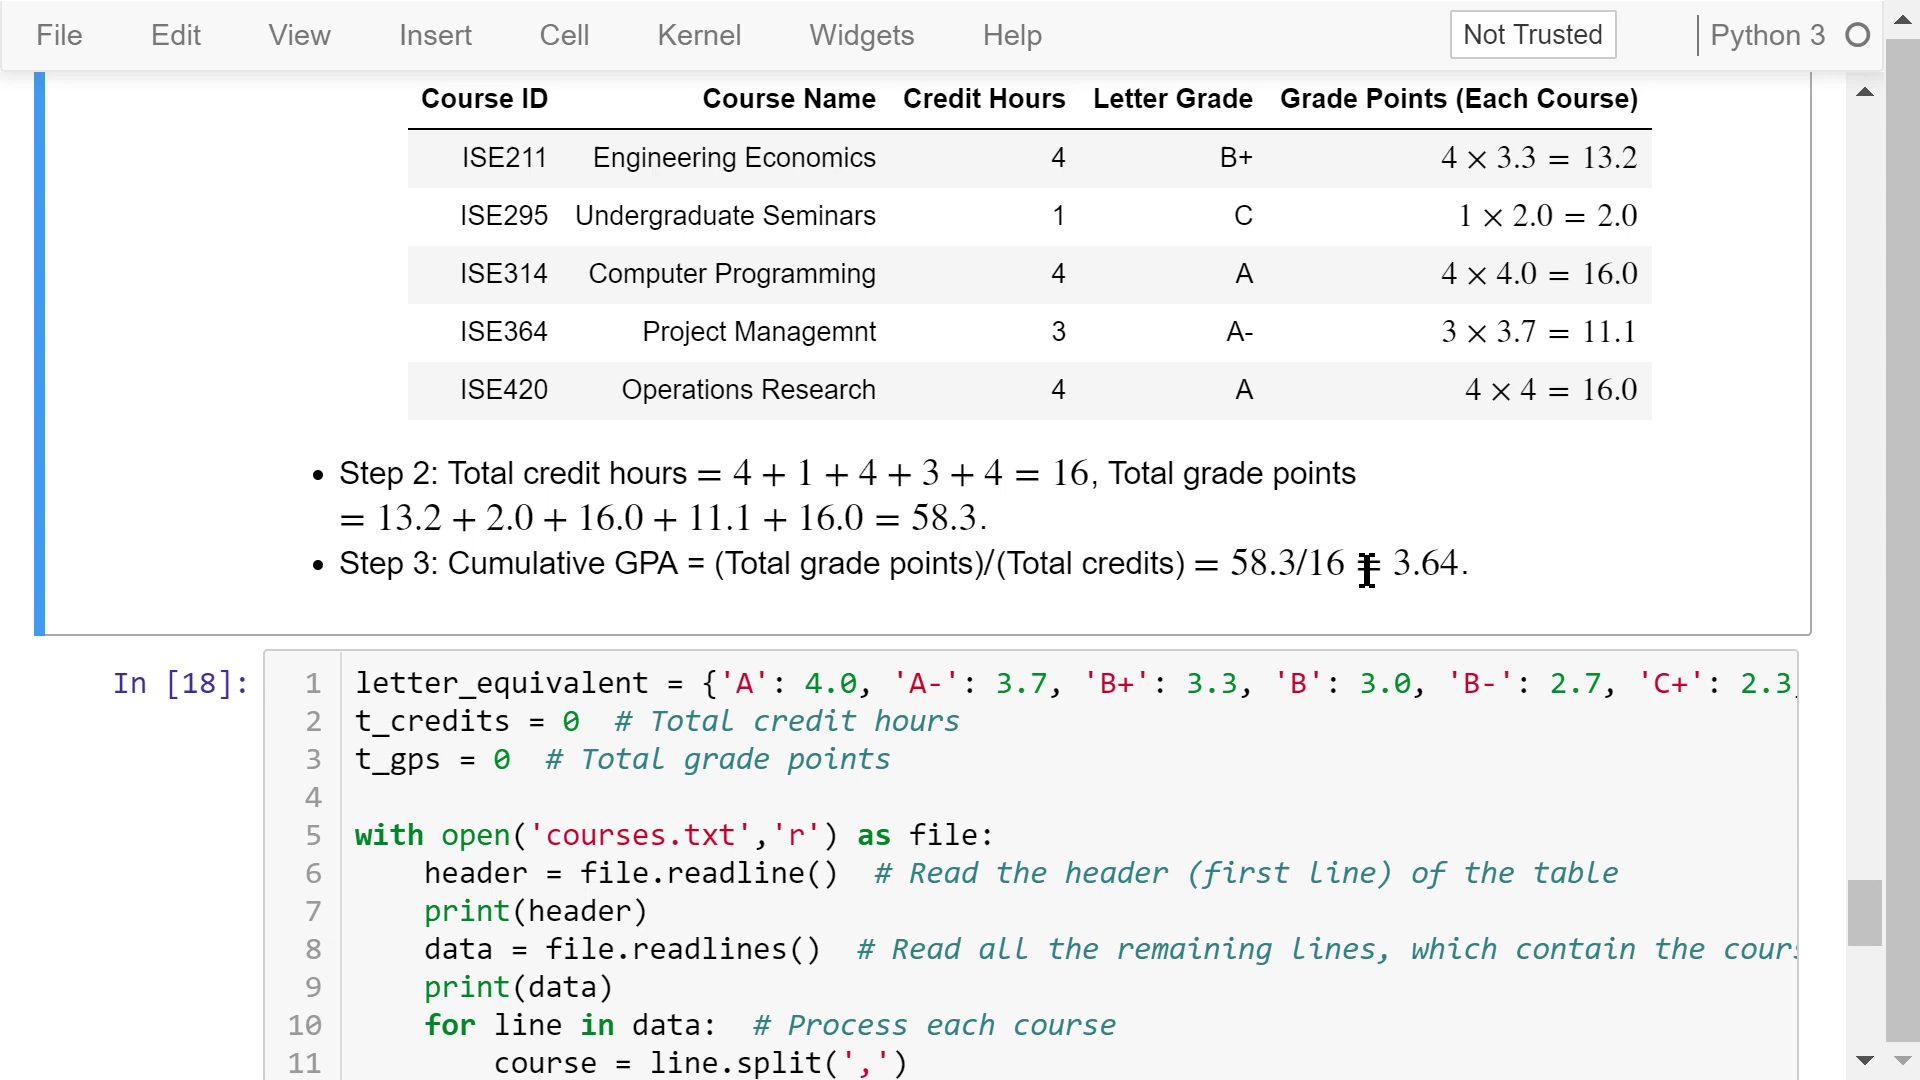 File Edit View Insert Cell Kernel Widgets Help Not Trusted Python 3
Course ID Course Name Credit Hours Letter Grade Grade Points (Each Course)
ISE211 Engineering Economics 4 B+ 4 × 3.3 = 13.2
ISE295 Undergraduate Seminars 1 C 1 × 2.0 = 2.0
ISE314 Computer Programming 4 A 4 × 4.0 = 16.0
ISE364 Project Managemnt 3 A- 3 × 3.7 = 11.1
ISE420 Operations Research 4 A 4 × 4 = 16.0
• Step 2: Total credit hours = 4 + 1 + 4 + 3 + 4 = 16, Total grade points
= 13.2 + 2.0 + 16.0 + 11.1 + 16.0 = 58.3.
• Step 3: Cumulative GPA = (Total grade points)/(Total credits) = 58.3/16 = 3.64.
In [18]: 1 letter_equivalent = {'A': 4.0, 'A-': 3.7, 'B+': 3.3, 'B': 3.0, 'B-': 2.7, 'C+': 2.3,
2 t_credits = 0 # Total credit hours
3 t_gps = 0 # Total grade points
4
5 with open('courses.txt','r') as file:
6 header = file.readline() # Read the header (first line) of the table
7 print(header)
8 data = file.readlines() # Read all the remaining lines, which contain the cour
9 print(data)
10 for line in data: # Process each course
11 course = line.split(',')